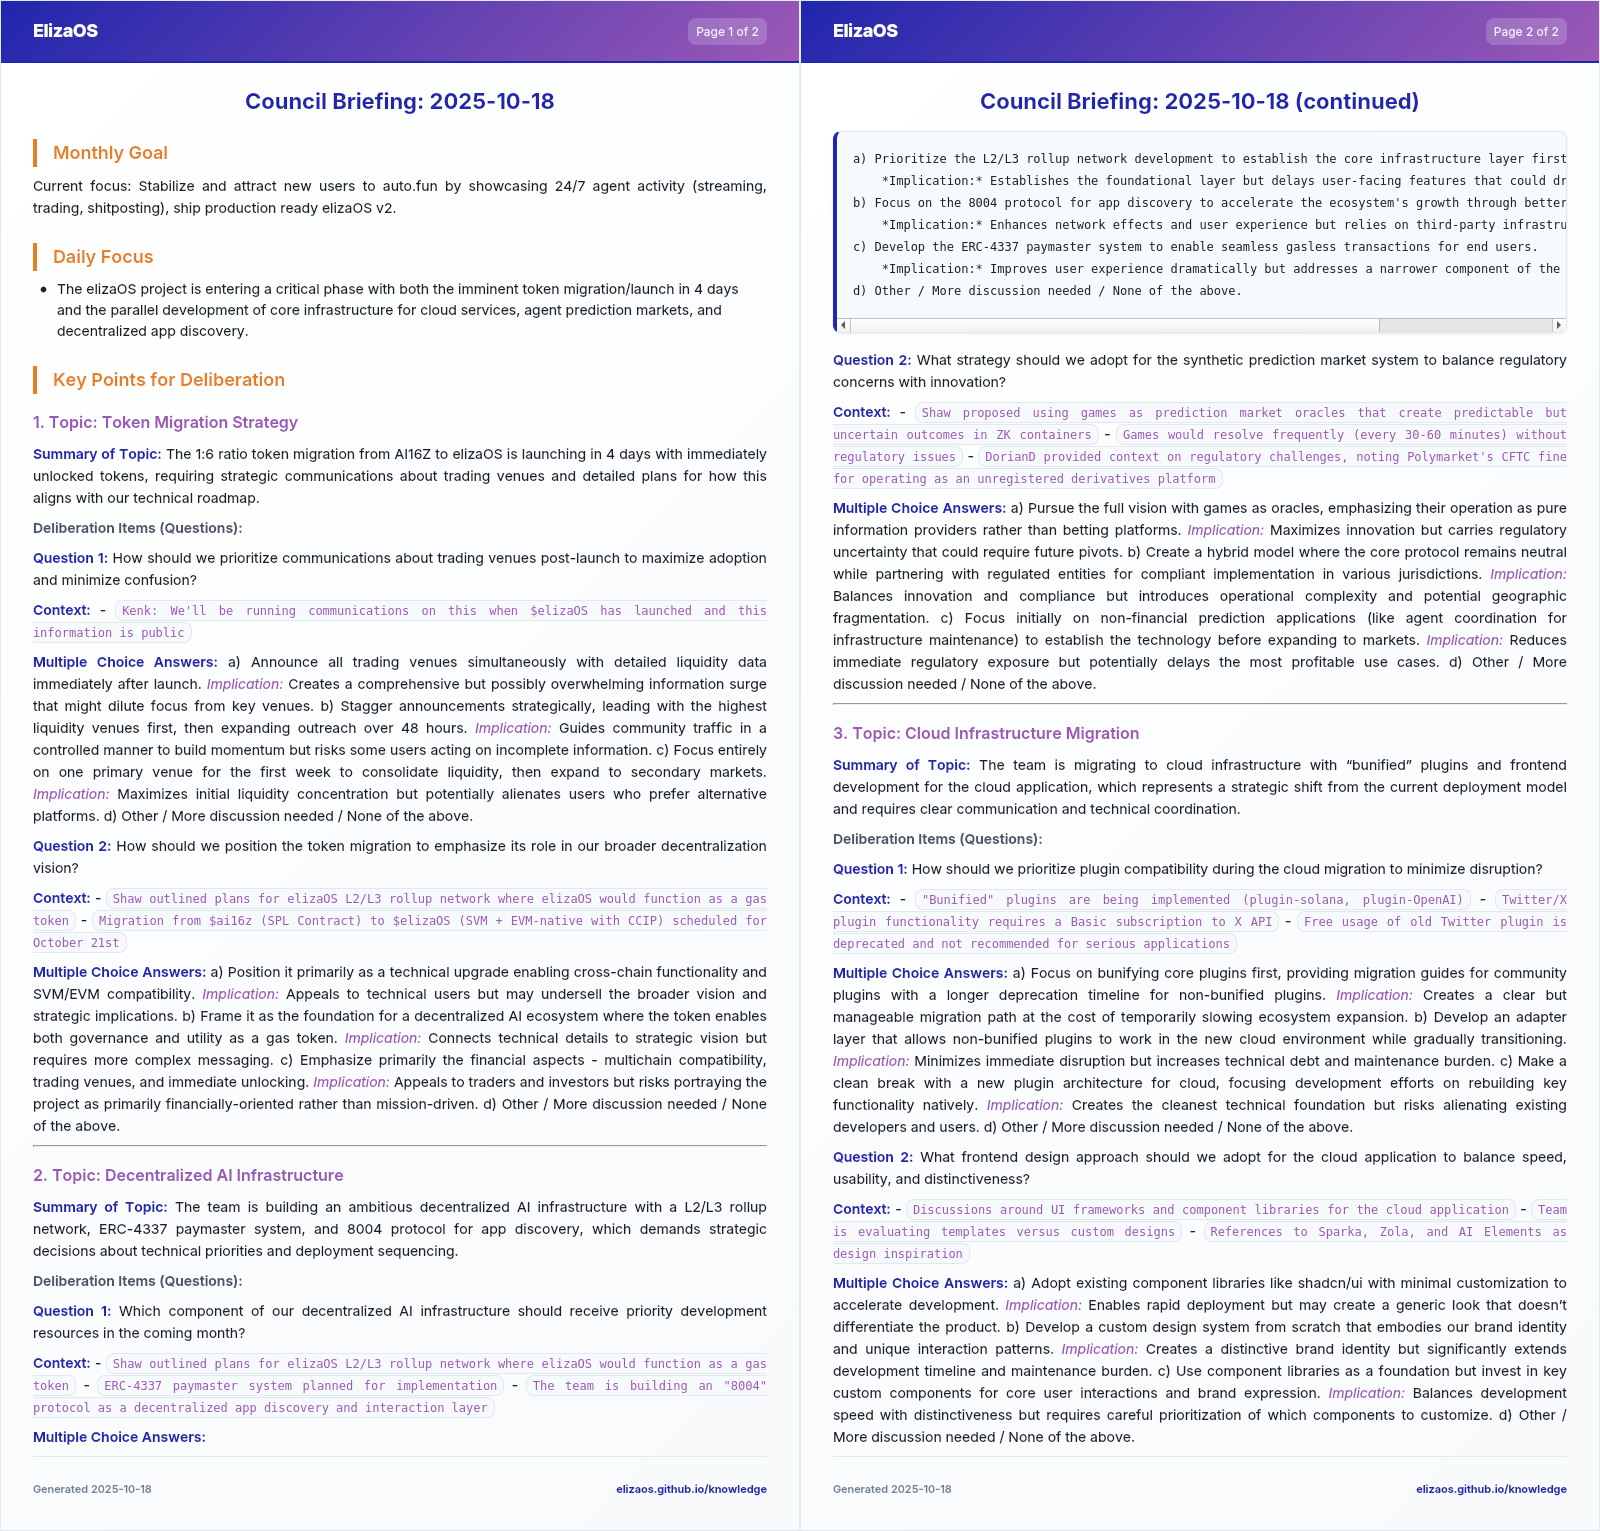 ElizaOS
Page 1 of 2
Council Briefing: 2025-10-18
Monthly Goal
Current focus: Stabilize and attract new users to auto.fun by showcasing 24/7 agent activity (streaming,
trading, shitposting), ship production ready elizaOS v2.
Daily Focus
• The elizaOS project is entering a critical phase with both the imminent token migration/launch in 4 days
and the parallel development of core infrastructure for cloud services, agent prediction markets, and
decentralized app discovery.
Key Points for Deliberation
1. Topic: Token Migration Strategy
Summary of Topic: The 1:6 ratio token migration from AI16Z to elizaOS is launching in 4 days with immediately
unlocked tokens, requiring strategic communications about trading venues and detailed plans for how this
aligns with our technical roadmap.
Deliberation Items (Questions):
Question 1: How should we prioritize communications about trading venues post-launch to maximize adoption
and minimize confusion?
Context: - Kenk: We'll be running communications on this when $elizaOS has launched and this
information is public
Multiple Choice Answers: a) Announce all trading venues simultaneously with detailed liquidity data
immediately after launch. Implication: Creates a comprehensive but possibly overwhelming information surge
that might dilute focus from key venues. b) Stagger announcements strategically, leading with the highest
liquidity venues first, then expanding outreach over 48 hours. Implication: Guides community traffic in a
controlled manner to build momentum but risks some users acting on incomplete information. c) Focus entirely
on one primary venue for the first week to consolidate liquidity, then expand to secondary markets.
Implication: Maximizes initial liquidity concentration but potentially alienates users who prefer alternative
platforms. d) Other / More discussion needed / None of the above.
Question 2: How should we position the token migration to emphasize its role in our broader decentralization
vision?
Context: - Shaw outlined plans for elizaOS L2/L3 rollup network where elizaOS would function as a gas
token - Migration from $ai16z (SPL Contract) to $elizaOS (SVM + EVM-native with CCIP) scheduled for
October 21st
Multiple Choice Answers: a) Position it primarily as a technical upgrade enabling cross-chain functionality and
SVM/EVM compatibility. Implication: Appeals to technical users but may undersell the broader vision and
strategic implications. b) Frame it as the foundation for a decentralized AI ecosystem where the token enables
both governance and utility as a gas token. Implication: Connects technical details to strategic vision but
requires more complex messaging. c) Emphasize primarily the financial aspects - multichain compatibility,
trading venues, and immediate unlocking. Implication: Appeals to traders and investors but risks portraying the
project as primarily financially-oriented rather than mission-driven. d) Other / More discussion needed / None
of the above.
2. Topic: Decentralized AI Infrastructure
Summary of Topic: The team is building an ambitious decentralized AI infrastructure with a L2/L3 rollup
network, ERC-4337 paymaster system, and 8004 protocol for app discovery, which demands strategic
decisions about technical priorities and deployment sequencing.
Deliberation Items (Questions):
Question 1: Which component of our decentralized AI infrastructure should receive priority development
resources in the coming month?
Context: - Shaw outlined plans for elizaOS L2/L3 rollup network where elizaOS would function as a gas
token - ERC-4337 paymaster system planned for implementation - The team is building an "8004"
protocol as a decentralized app discovery and interaction layer
Multiple Choice Answers:
Generated 2025-10-18
elizaos.github.io/knowledge
ElizaOS
Page 2 of 2
Council Briefing: 2025-10-18 (continued)
a) Prioritize the L2/L3 rollup network development to establish the core infrastructure layer first
*Implication:* Establishes the foundational layer but delays user-facing features that could dr
b) Focus on the 8004 protocol for app discovery to accelerate the ecosystem's growth through better
*Implication:* Enhances network effects and user experience but relies on third-party infrastru
c) Develop the ERC-4337 paymaster system to enable seamless gasless transactions for end users.
*Implication:* Improves user experience dramatically but addresses a narrower component of the
d) Other / More discussion needed / None of the above.
Question 2: What strategy should we adopt for the synthetic prediction market system to balance regulatory
concerns with innovation?
Context: - Shaw proposed using games as prediction market oracles that create predictable but
uncertain outcomes in ZK containers - Games would resolve frequently (every 30-60 minutes) without
regulatory issues - DorianD provided context on regulatory challenges, noting Polymarket's CFTC fine
for operating as an unregistered derivatives platform
Multiple Choice Answers: a) Pursue the full vision with games as oracles, emphasizing their operation as pure
information providers rather than betting platforms. Implication: Maximizes innovation but carries regulatory
uncertainty that could require future pivots. b) Create a hybrid model where the core protocol remains neutral
while partnering with regulated entities for compliant implementation in various jurisdictions. Implication:
Balances innovation and compliance but introduces operational complexity and potential geographic
fragmentation. c) Focus initially on non-financial prediction applications (like agent coordination for
infrastructure maintenance) to establish the technology before expanding to markets. Implication: Reduces
immediate regulatory exposure but potentially delays the most profitable use cases. d) Other / More
discussion needed / None of the above.
3. Topic: Cloud Infrastructure Migration
Summary of Topic: The team is migrating to cloud infrastructure with “bunified” plugins and frontend
development for the cloud application, which represents a strategic shift from the current deployment model
and requires clear communication and technical coordination.
Deliberation Items (Questions):
Question 1: How should we prioritize plugin compatibility during the cloud migration to minimize disruption?
Context: - "Bunified" plugins are being implemented (plugin-solana, plugin-OpenAI) - Twitter/X
plugin functionality requires a Basic subscription to X API - Free usage of old Twitter plugin is
deprecated and not recommended for serious applications
Multiple Choice Answers: a) Focus on bunifying core plugins first, providing migration guides for community
plugins with a longer deprecation timeline for non-bunified plugins. Implication: Creates a clear but
manageable migration path at the cost of temporarily slowing ecosystem expansion. b) Develop an adapter
layer that allows non-bunified plugins to work in the new cloud environment while gradually transitioning.
Implication: Minimizes immediate disruption but increases technical debt and maintenance burden. c) Make a
clean break with a new plugin architecture for cloud, focusing development efforts on rebuilding key
functionality natively. Implication: Creates the cleanest technical foundation but risks alienating existing
developers and users. d) Other / More discussion needed / None of the above.
Question 2: What frontend design approach should we adopt for the cloud application to balance speed,
usability, and distinctiveness?
Context: - Discussions around UI frameworks and component libraries for the cloud application - Team
is evaluating templates versus custom designs - References to Sparka, Zola, and AI Elements as
design inspiration
Multiple Choice Answers: a) Adopt existing component libraries like shadcn/ui with minimal customization to
accelerate development. Implication: Enables rapid deployment but may create a generic look that doesn’t
differentiate the product. b) Develop a custom design system from scratch that embodies our brand identity
and unique interaction patterns. Implication: Creates a distinctive brand identity but significantly extends
development timeline and maintenance burden. c) Use component libraries as a foundation but invest in key
custom components for core user interactions and brand expression. Implication: Balances development
speed with distinctiveness but requires careful prioritization of which components to customize. d) Other /
More discussion needed / None of the above.
Generated 2025-10-18
elizaos.github.io/knowledge